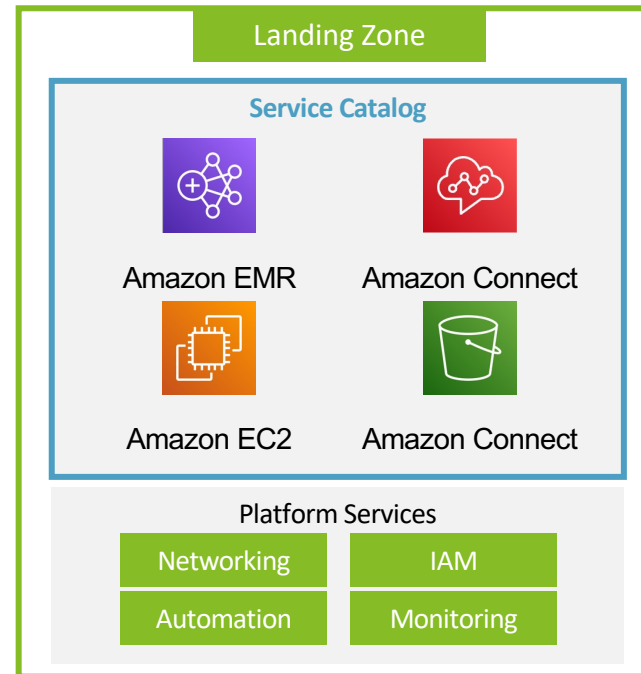 Landing Zone
Service Catalog
Amazon EMR
Amazon Connect
Amazon EC2
Amazon Connect
Platform Services
Networking
IAM
Automation
Monitoring